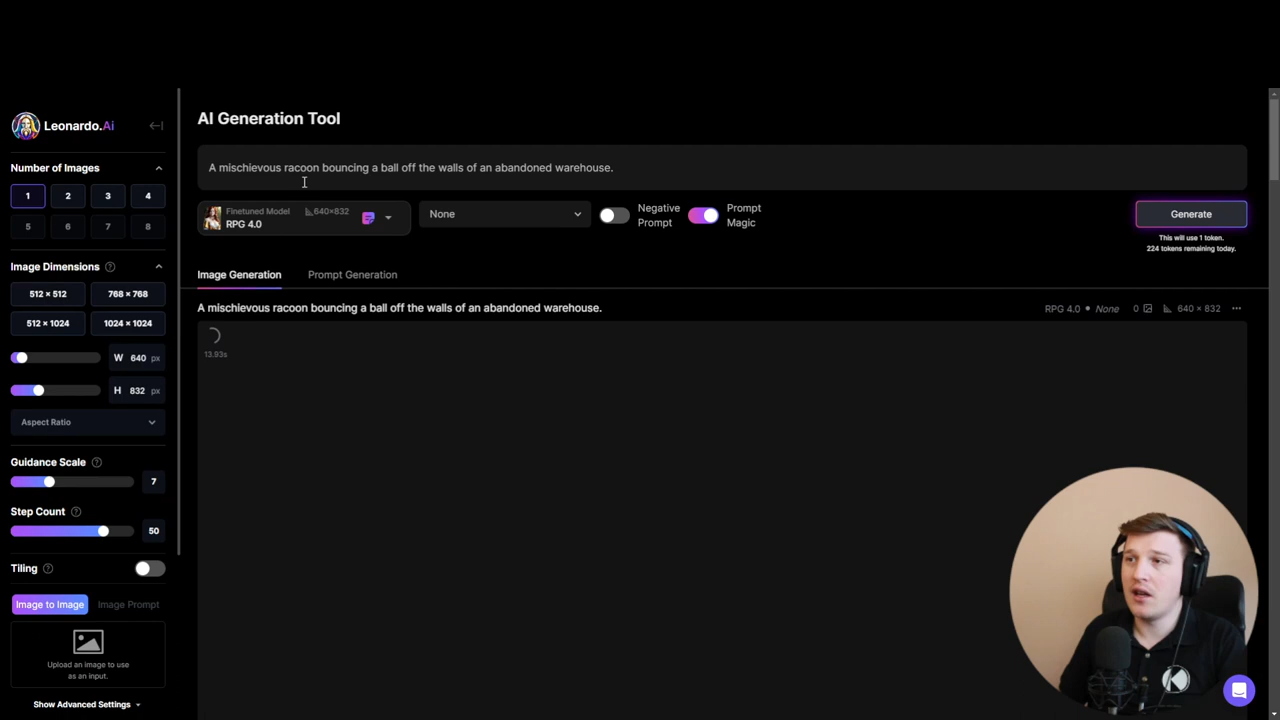 Leonardo.Ai
Number of Images
1 2 3 4
5 6 7 8
Image Dimensions ?
512 × 512 768 × 768
512 × 1024 1024 × 1024
W 640 px
H 832 px
Aspect Ratio
Guidance Scale ?
7
Step Count ?
50
Tiling ?
Image to Image Image Prompt
Upload an image to use
as an input.
Show Advanced Settings
AI Generation Tool
A mischievous racoon bouncing a ball off the walls of an abandoned warehouse.
Finetuned Model 640×832
RPG 4.0
None
Negative
Prompt
Prompt
Magic
Generate
This will use 1 token.
224 tokens remaining today.
Image Generation Prompt Generation
A mischievous racoon bouncing a ball off the walls of an abandoned warehouse.
RPG 4.0 • None 0 640 × 832 ...
13.93s
K